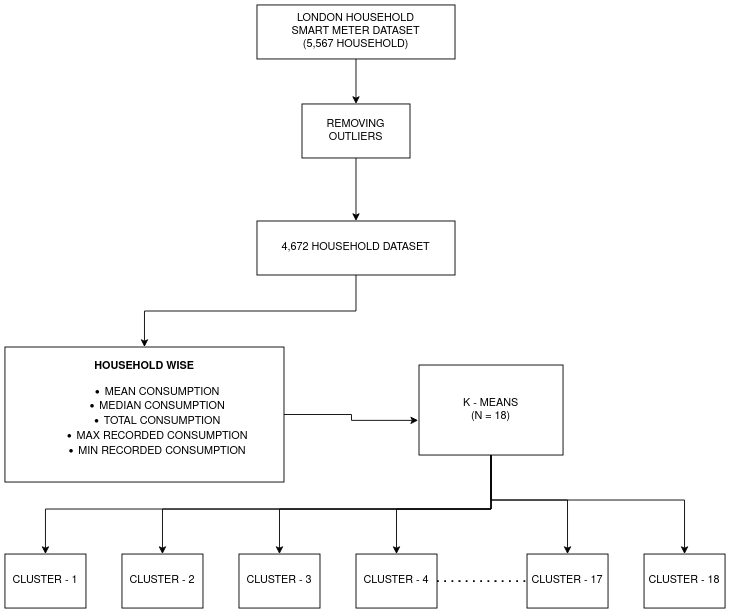 LONDON HOUSEHOLD
SMART METER DATASET
(5,567 HOUSEHOLD)
REMOVING
OUTLIERS
4,672 HOUSEHOLD DATASET
HOUSEHOLD WISE
• MEAN CONSUMPTION
• MEDIAN CONSUMPTION
• TOTAL CONSUMPTION
• MAX RECORDED CONSUMPTION
• MIN RECORDED CONSUMPTION
K - MEANS
(N = 18)
CLUSTER - 1
CLUSTER - 2
CLUSTER - 3
CLUSTER - 4
CLUSTER - 17
CLUSTER - 18